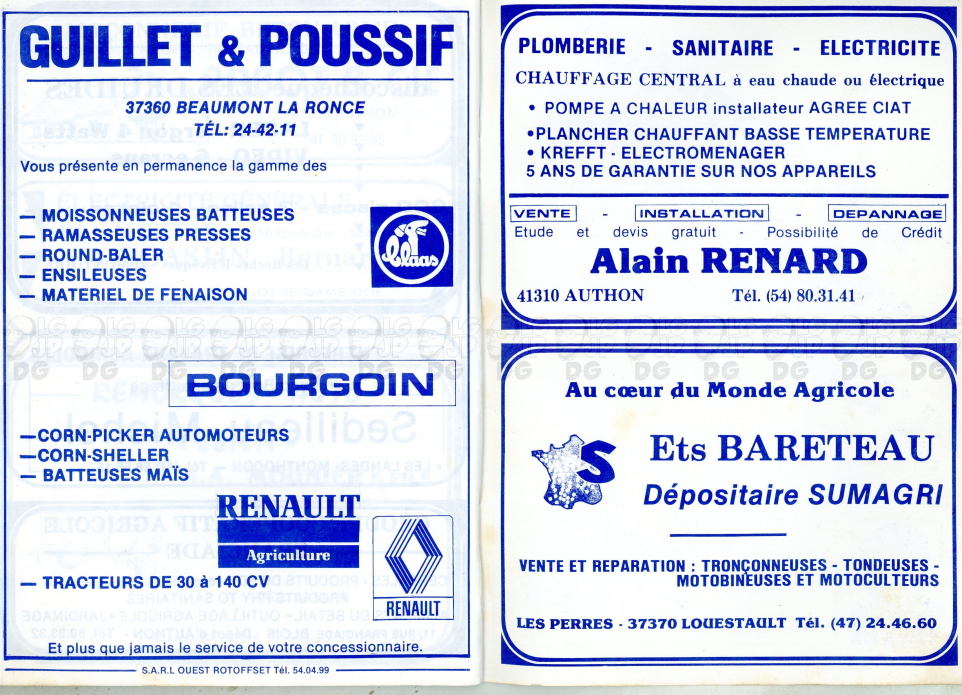 GUILLET & POUSSIF
37360 BEAUMONT LA RONCE
TÉL: 24-42-11
Vous présente en permanence la gamme des
— MOISSONNEUSES BATTEUSES
— RAMASSEUSES PRESSES
— ROUND-BALER
— ENSILEUSES
— MATERIEL DE FENAISON
Claas
BOURGOIN
—CORN-PICKER AUTOMOTEURS
—CORN-SHELLER
— BATTEUSES MAÏS
RENAULT
Agriculture
— TRACTEURS DE 30 à 140 CV
RENAULT
Et plus que jamais le service de votre concessionnaire.
S.A.R.L OUEST ROTOFFSET Tél. 54.04.99
PLOMBERIE - SANITAIRE - ELECTRICITE
CHAUFFAGE CENTRAL à eau chaude ou électrique
• POMPE A CHALEUR installateur AGREE CIAT
•PLANCHER CHAUFFANT BASSE TEMPERATURE
• KREFFT - ELECTROMENAGER
5 ANS DE GARANTIE SUR NOS APPAREILS
VENTE - INSTALLATION - DEPANNAGE
Etude et devis gratuit - Possibilité de Crédit
Alain RENARD
41310 AUTHON Tél. (54) 80.31.41
Au cœur du Monde Agricole
S
Ets BARETEAU
Dépositaire SUMAGRI
VENTE ET REPARATION : TRONÇONNEUSES - TONDEUSES -
MOTOBINEUSES ET MOTOCULTEURS
LES PERRES - 37370 LOUESTAULT Tél. (47) 24.46.60